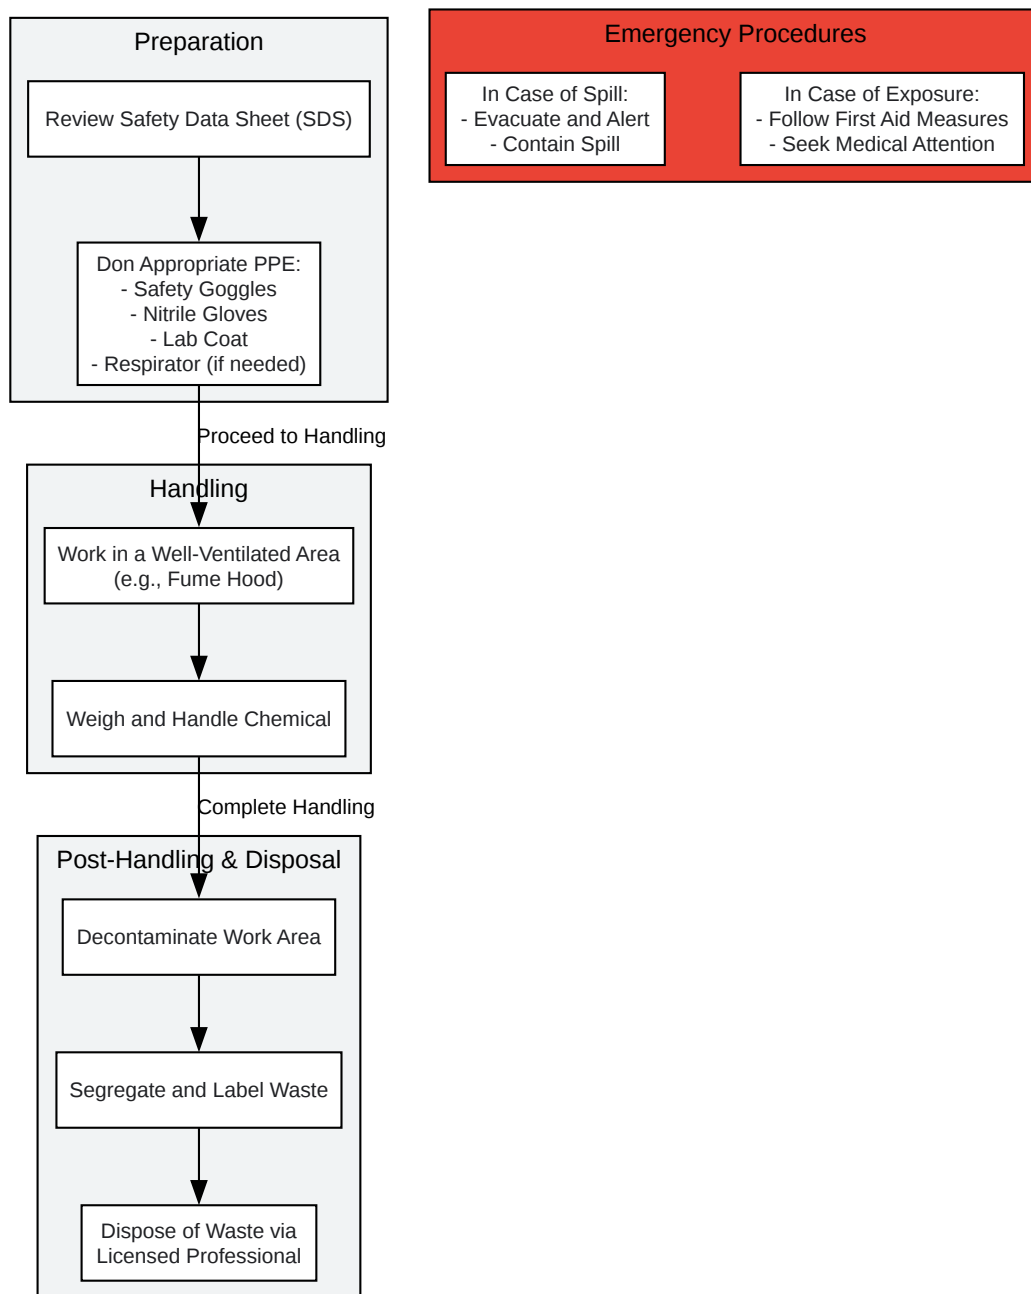 Preparation
Review Safety Data Sheet (SDS)
Don Appropriate PPE:
- Safety Goggles
- Nitrile Gloves
- Lab Coat
- Respirator (if needed)
Proceed to Handling
Handling
Work in a Well-Ventilated Area
(e.g., Fume Hood)
Weigh and Handle Chemical
Complete Handling
Post-Handling & Disposal
Decontaminate Work Area
Segregate and Label Waste
Dispose of Waste via
Licensed Professional
Emergency Procedures
In Case of Spill:
- Evacuate and Alert
- Contain Spill
In Case of Exposure:
- Follow First Aid Measures
- Seek Medical Attention